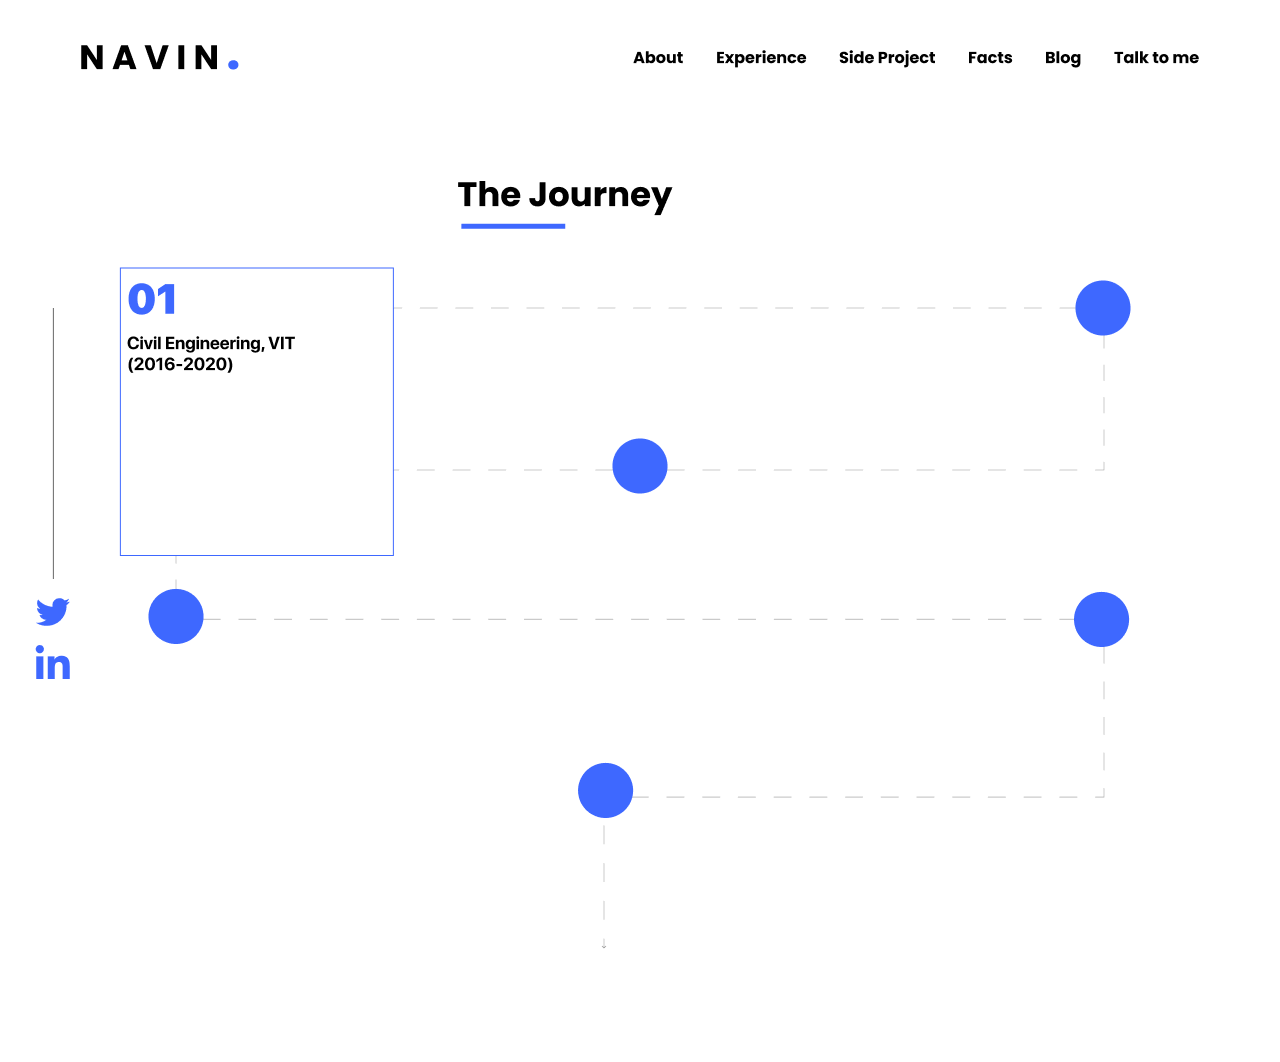 NAVIN.
About Experience Side Project Facts Blog Talk to me
The Journey
01
Civil Engineering, VIT
(2016-2020)
in